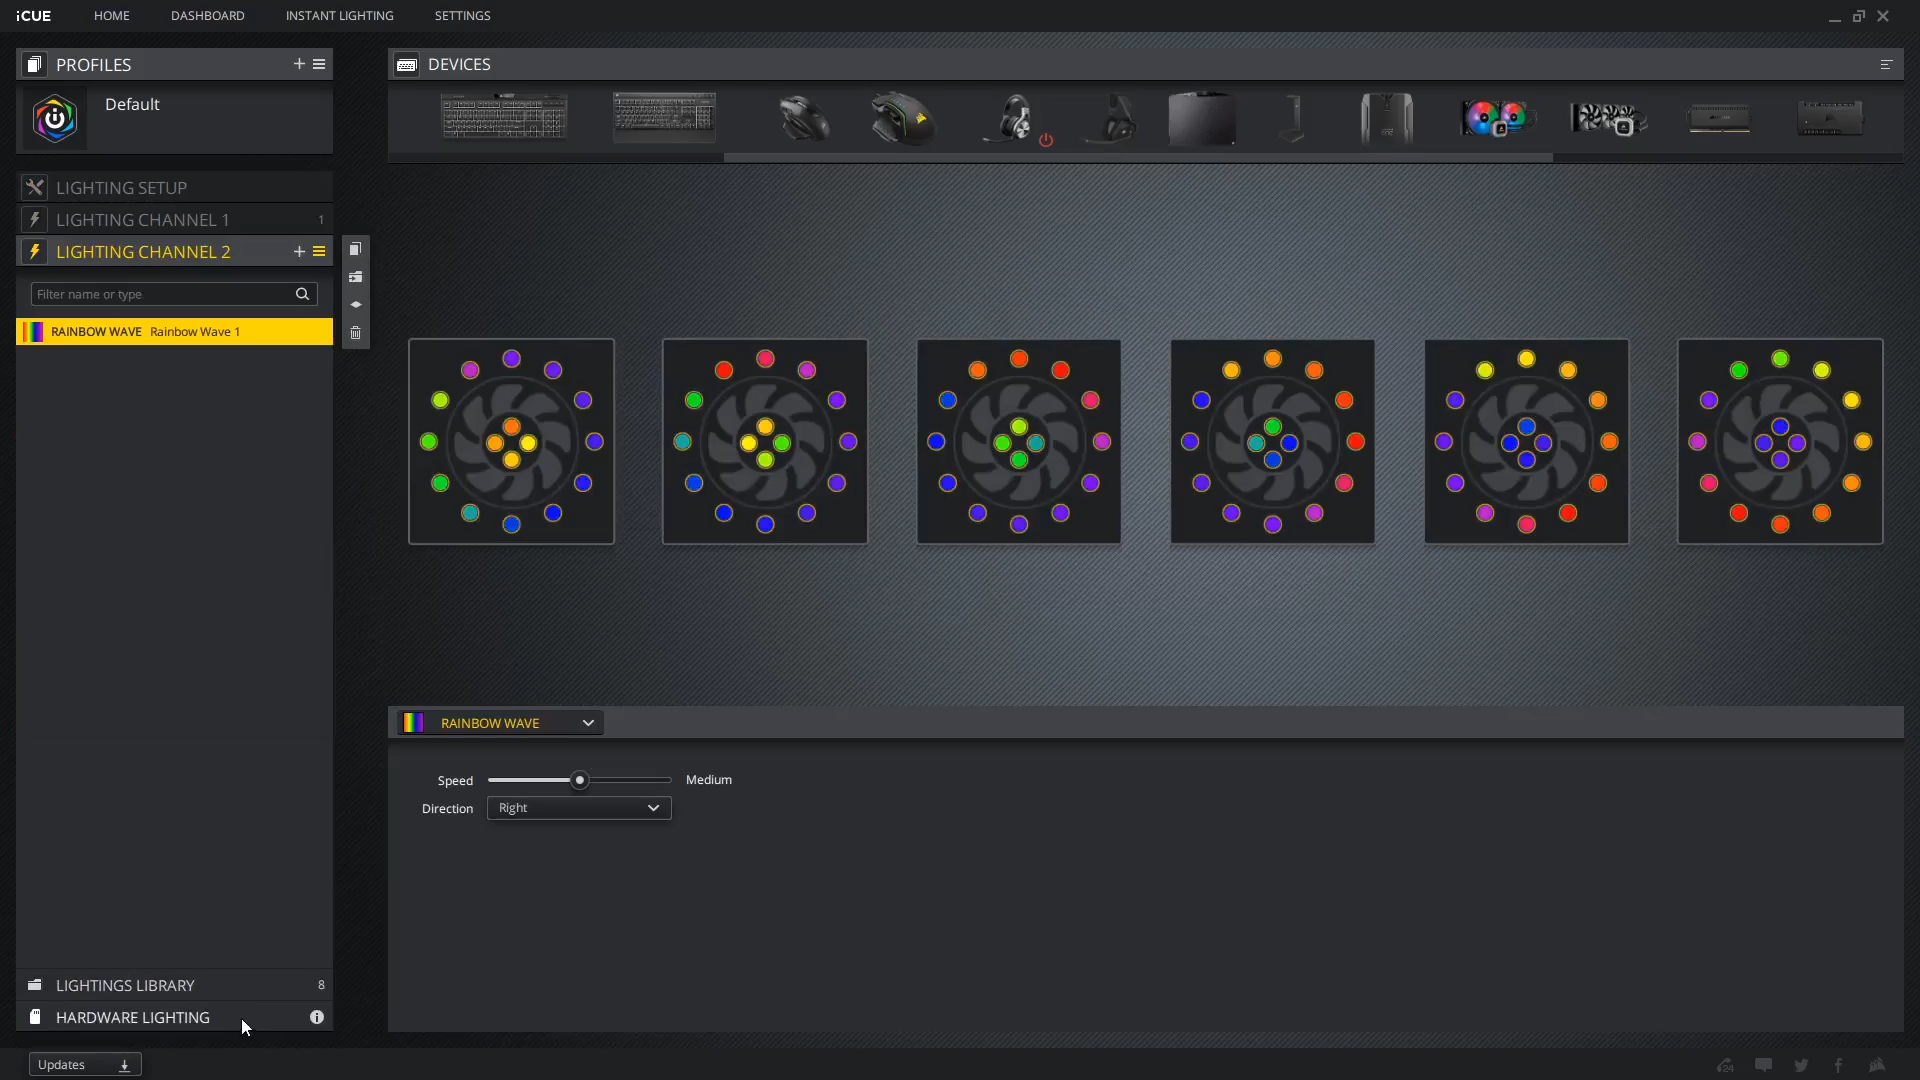 iCUE HOME DASHBOARD INSTANT LIGHTING SETTINGS
PROFILES
DEVICES
Default
LIGHTING SETUP
LIGHTING CHANNEL 1 1
LIGHTING CHANNEL 2
Filter name or type
RAINBOW WAVE Rainbow Wave 1
RAINBOW WAVE
Speed Medium
Direction Right
LIGHTINGS LIBRARY 8
HARDWARE LIGHTING
Updates
24